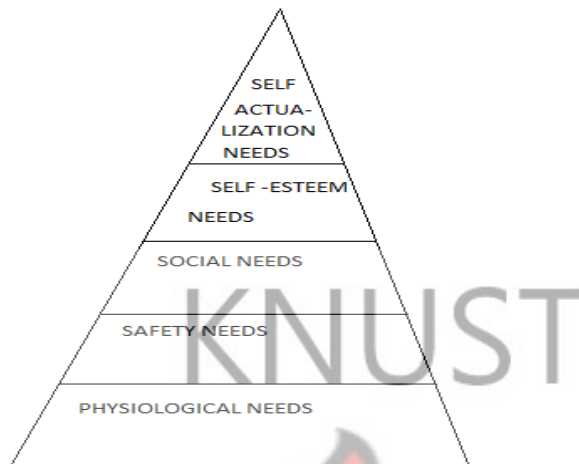 SELF
ACTUA-
LIZATION
NEEDS
SELF -ESTEEM
NEEDS
SOCIAL NEEDS
KNUST
SAFETY NEEDS
PHYSIOLOGICAL NEEDS